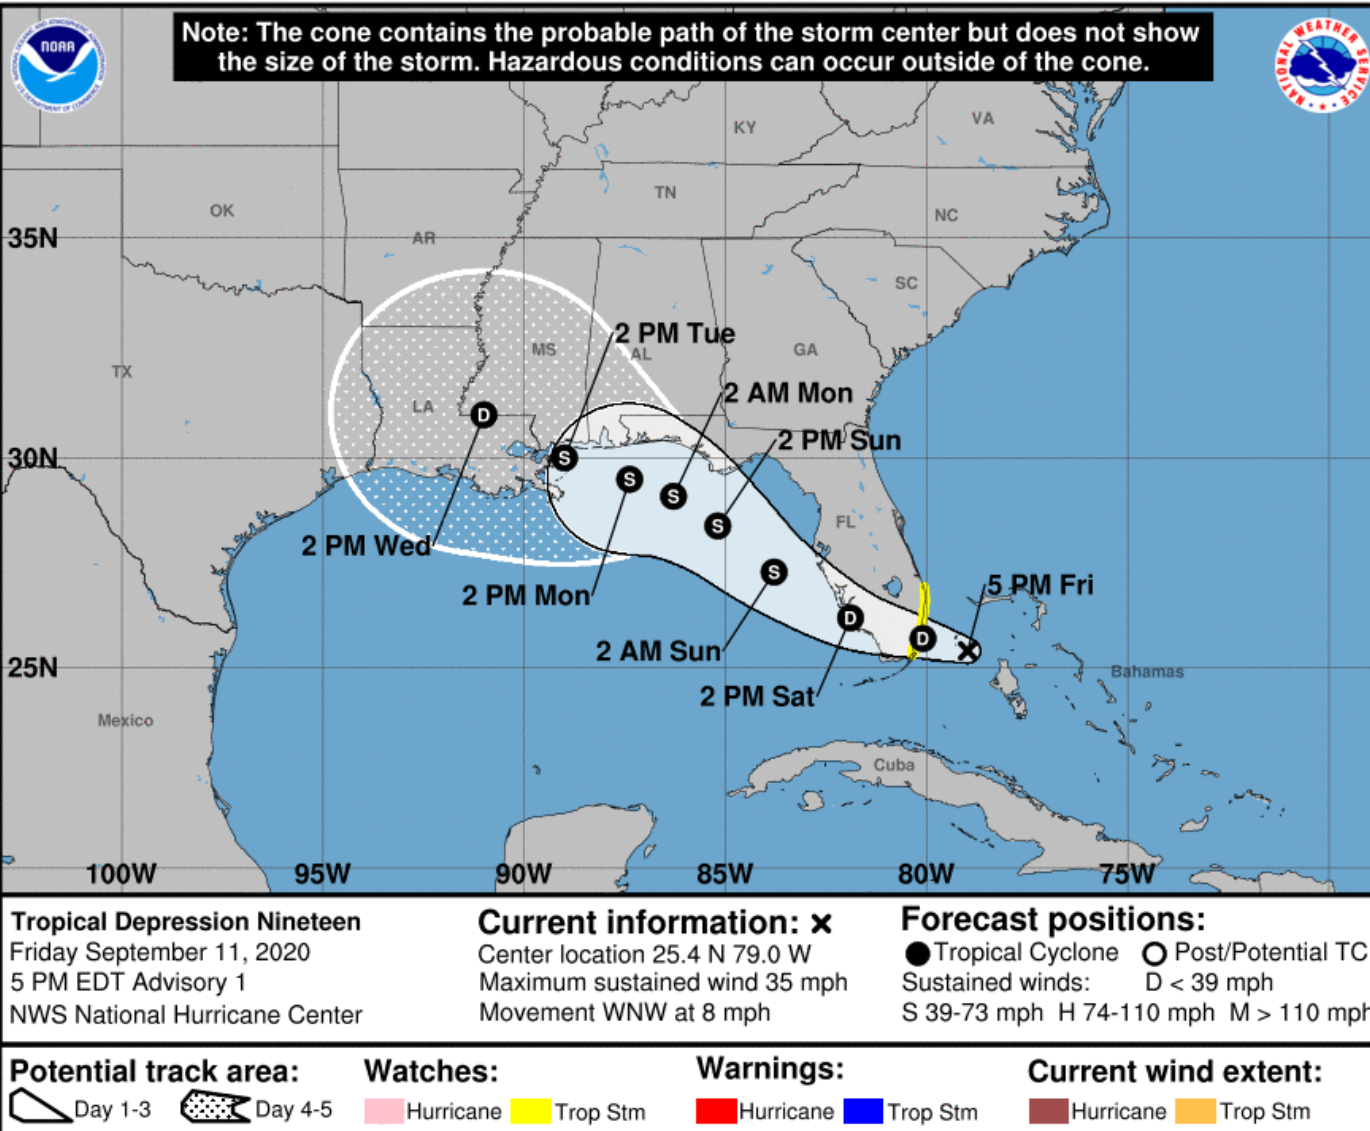 Note: The cone contains the probable path of the storm center but does not show
the size of the storm. Hazardous conditions can occur outside of the cone.
NOAA
NATIONAL WEATHER SERVICE
KY
VA
TN
NC
OK
AR
SC
35N
2 PM Tue
MS
AL
GA
TX
2 AM Mon
LA
D
2 PM Sun
30N
S
S
S
S
FL
2 PM Wed
S
2 PM Mon
5 PM Fri
D
D
2 AM Sun
25N
Bahamas
2 PM Sat
Mexico
Cuba
100W 95W 90W 85W 80W 75W
Tropical Depression Nineteen
Friday September 11, 2020
5 PM EDT Advisory 1
NWS National Hurricane Center
Current information: ×
Center location 25.4 N 79.0 W
Maximum sustained wind 35 mph
Movement WNW at 8 mph
Forecast positions:
Tropical Cyclone Post/Potential TC
Sustained winds: D < 39 mph
S 39-73 mph H 74-110 mph M > 110 mph
Potential track area:
Day 1-3 Day 4-5
Watches:
Hurricane Trop Stm
Warnings:
Hurricane Trop Stm
Current wind extent:
Hurricane Trop Stm